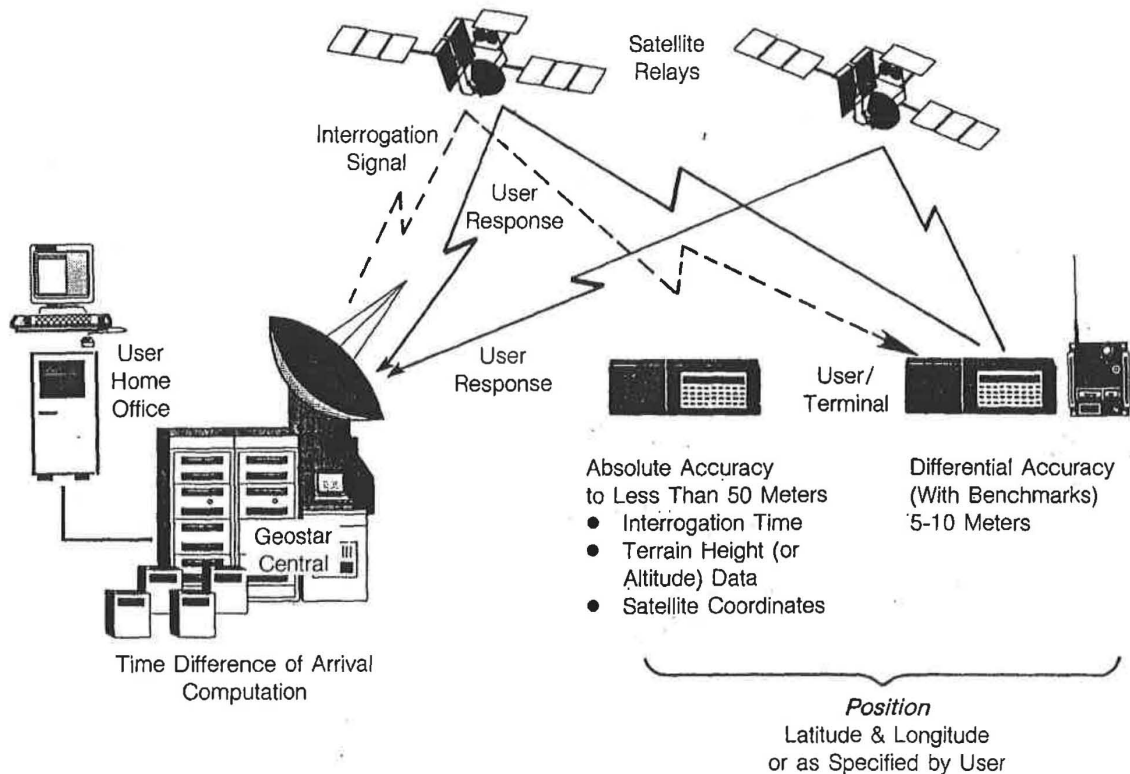 Satellite
Relays
Interrogation
Signal
User
Response
User
Home
Office
User
Response
User/
Terminal
Geostar
Central
Time Difference of Arrival
Computation
Absolute Accuracy
to Less Than 50 Meters
● Interrogation Time
● Terrain Height (or
Altitude) Data
● Satellite Coordinates
Differential Accuracy
(With Benchmarks)
5-10 Meters
Position
Latitude & Longitude
or as Specified by User